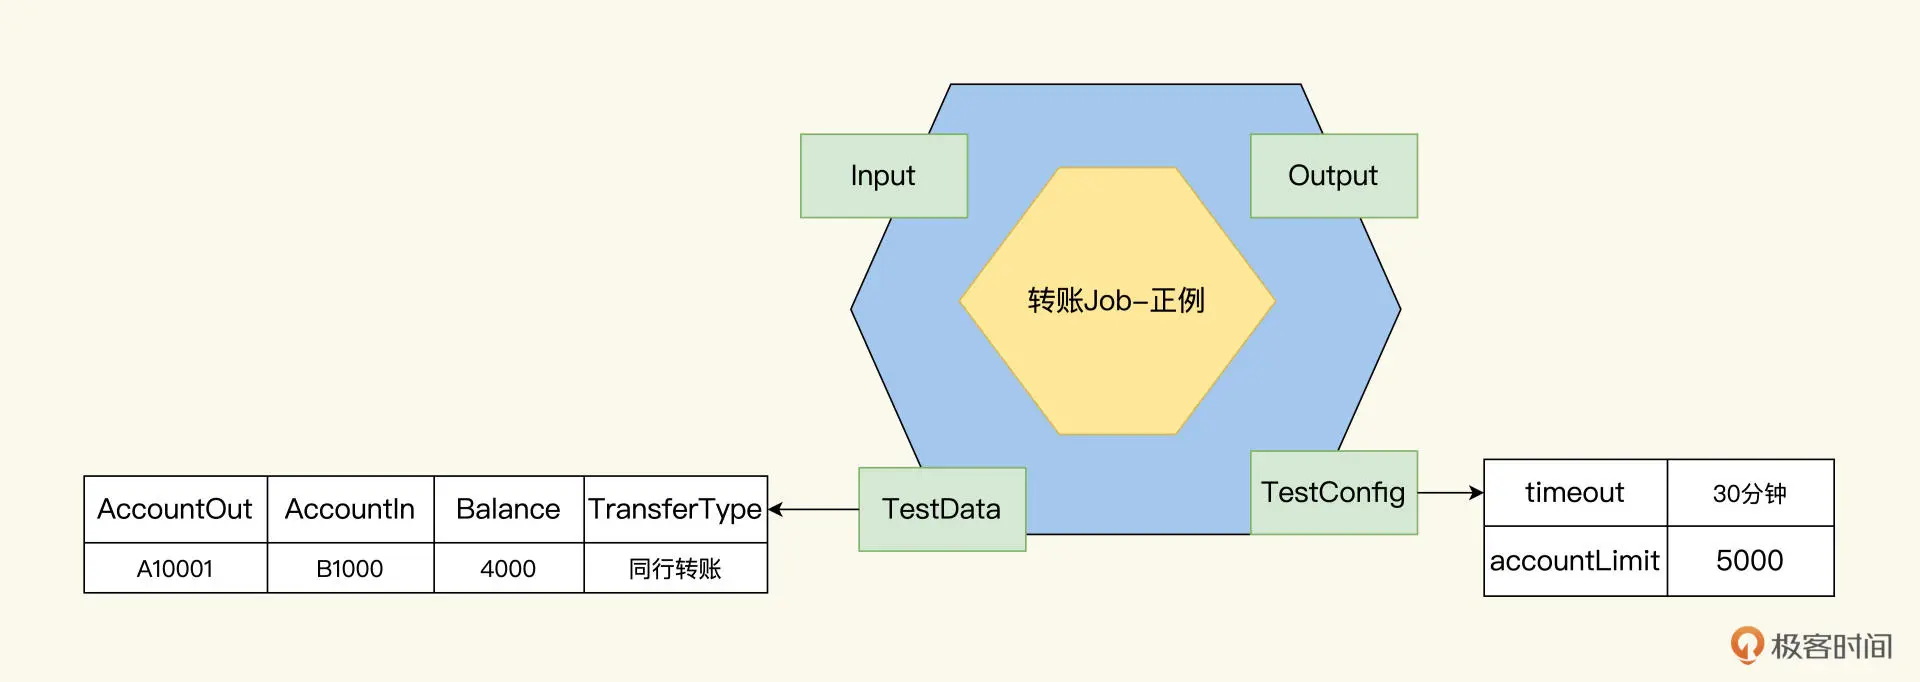 Input
Output
转账Job-正例
TestData
TestConfig
AccountOut AccountIn Balance TransferType
A10001 B1000 4000 同行转账
timeout 30分钟
accountLimit 5000
极客时间